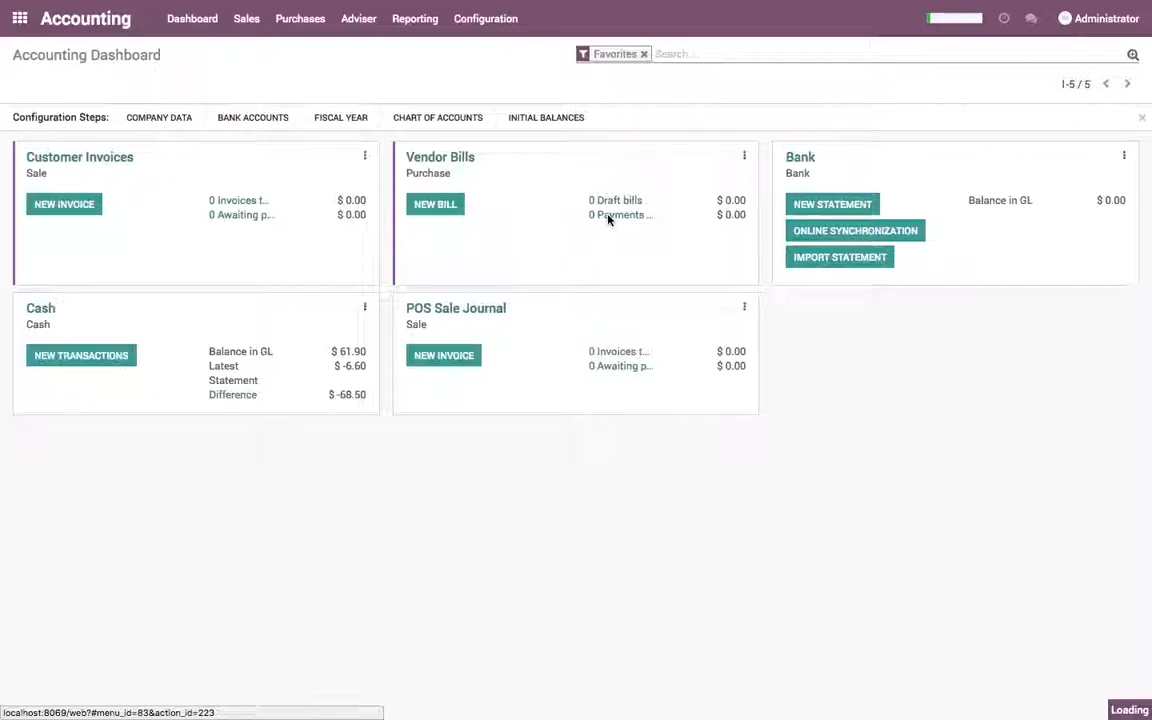 Accounting Dashboard Sales Purchases Adviser Reporting Configuration Administrator
Accounting Dashboard
Favorites × Search...
1-5 / 5
Configuration Steps: COMPANY DATA BANK ACCOUNTS FISCAL YEAR CHART OF ACCOUNTS INITIAL BALANCES ×
Customer Invoices
Sale
NEW INVOICE
0 Invoices t... $ 0.00
0 Awaiting p... $ 0.00
Vendor Bills
Purchase
NEW BILL
0 Draft bills $ 0.00
0 Payments ... $ 0.00
Bank
Bank
NEW STATEMENT
ONLINE SYNCHRONIZATION
IMPORT STATEMENT
Balance in GL $ 0.00
Cash
Cash
NEW TRANSACTIONS
Balance in GL $ 61.90
Latest $ -6.60
Statement
Difference $ -68.50
POS Sale Journal
Sale
NEW INVOICE
0 Invoices t... $ 0.00
0 Awaiting p... $ 0.00
localhost:8069/web?#menu_id=83&action_id=223
Loading